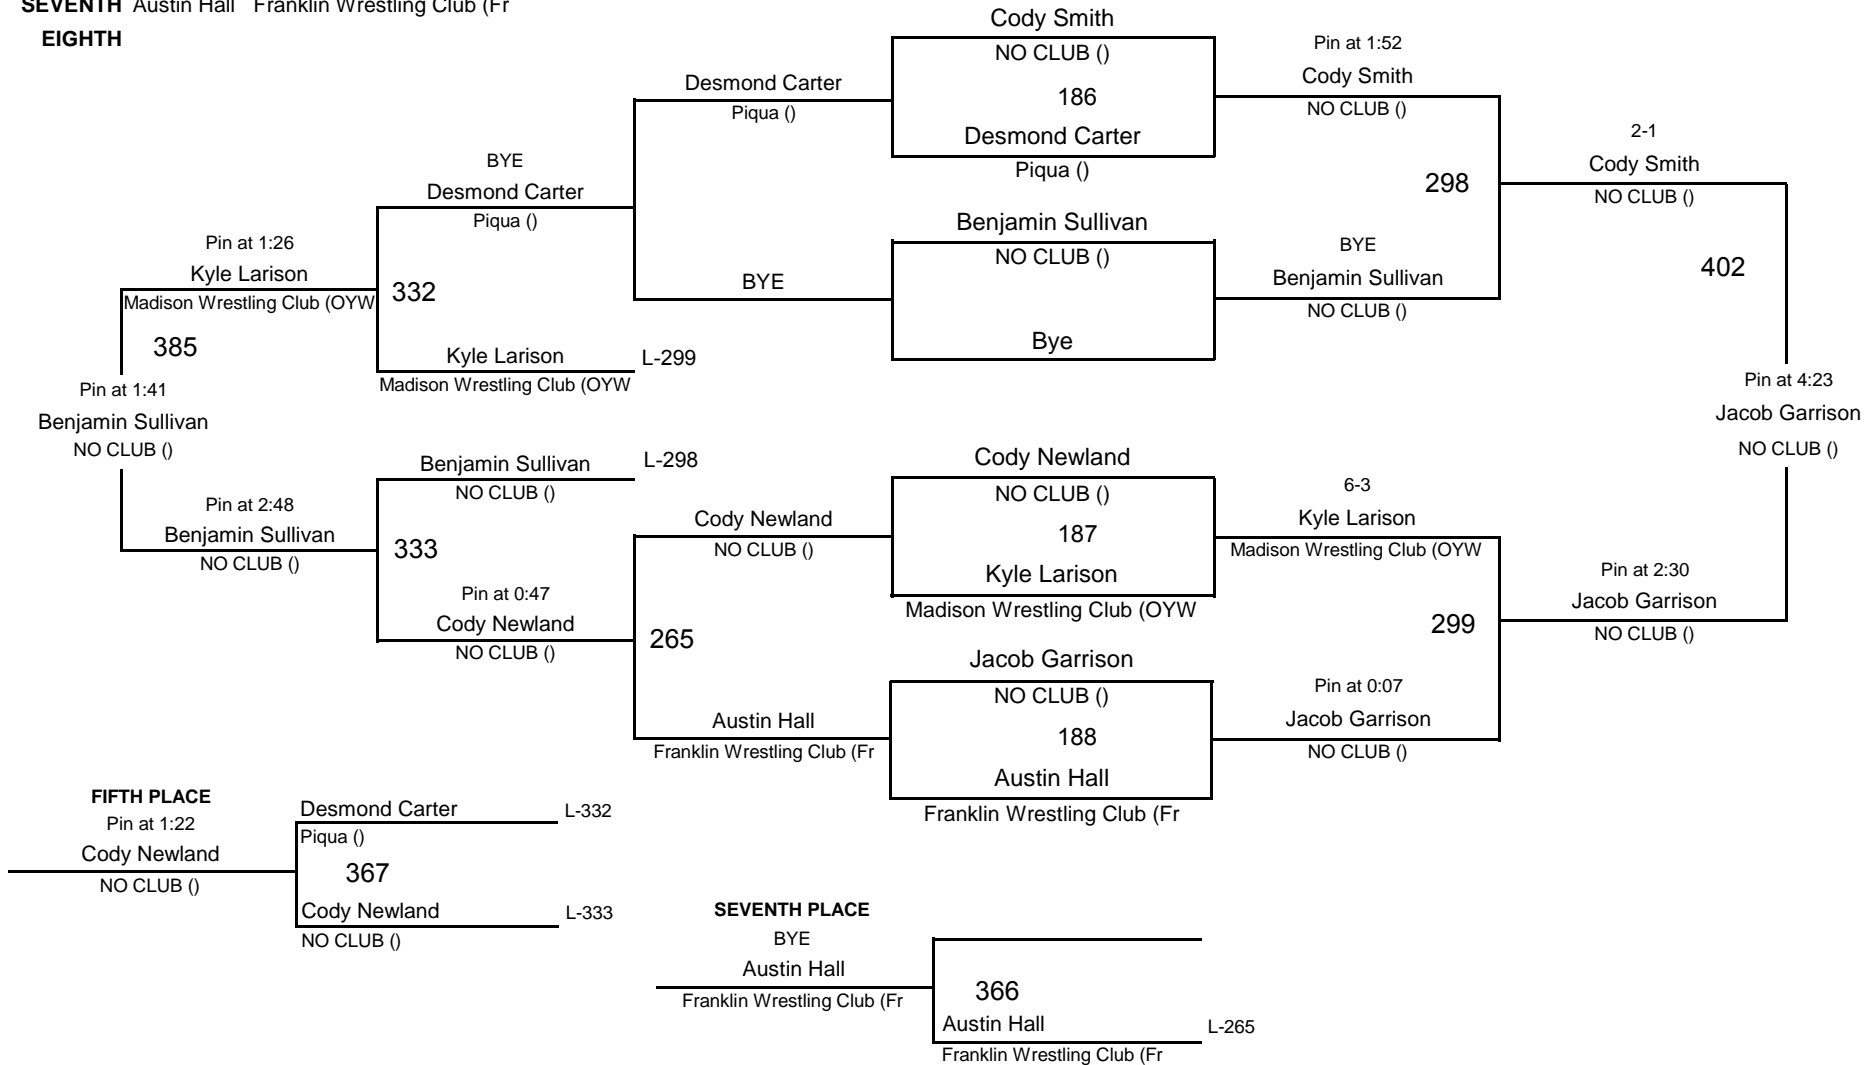 SEVENTH Austin Hall Franklin Wrestling Club (Fr
EIGHTH
Cody Smith
NO CLUB ()
186
Desmond Carter
Piqua ()
Pin at 1:52
Cody Smith
NO CLUB ()
Desmond Carter
Piqua ()
BYE
Desmond Carter
Piqua ()
2-1
Cody Smith
NO CLUB ()
298
Benjamin Sullivan
NO CLUB ()
Bye
BYE
Benjamin Sullivan
NO CLUB ()
BYE
402
Pin at 1:26
Kyle Larison
Madison Wrestling Club (OYW
332
385
Kyle Larison
L-299
Madison Wrestling Club (OYW
Pin at 1:41
Benjamin Sullivan
NO CLUB ()
Pin at 4:23
Jacob Garrison
NO CLUB ()
Benjamin Sullivan
L-298
NO CLUB ()
Pin at 2:48
Benjamin Sullivan
NO CLUB ()
333
Pin at 0:47
Cody Newland
NO CLUB ()
Cody Newland
NO CLUB ()
265
Austin Hall
Franklin Wrestling Club (Fr
Cody Newland
NO CLUB ()
187
Kyle Larison
Madison Wrestling Club (OYW
6-3
Kyle Larison
Madison Wrestling Club (OYW
299
Pin at 2:30
Jacob Garrison
NO CLUB ()
Jacob Garrison
NO CLUB ()
188
Austin Hall
Franklin Wrestling Club (Fr
Pin at 0:07
Jacob Garrison
NO CLUB ()
FIFTH PLACE
Pin at 1:22
Cody Newland
NO CLUB ()
Desmond Carter
L-332
Piqua ()
367
Cody Newland
L-333
NO CLUB ()
SEVENTH PLACE
BYE
Austin Hall
Franklin Wrestling Club (Fr
366
Austin Hall
L-265
Franklin Wrestling Club (Fr